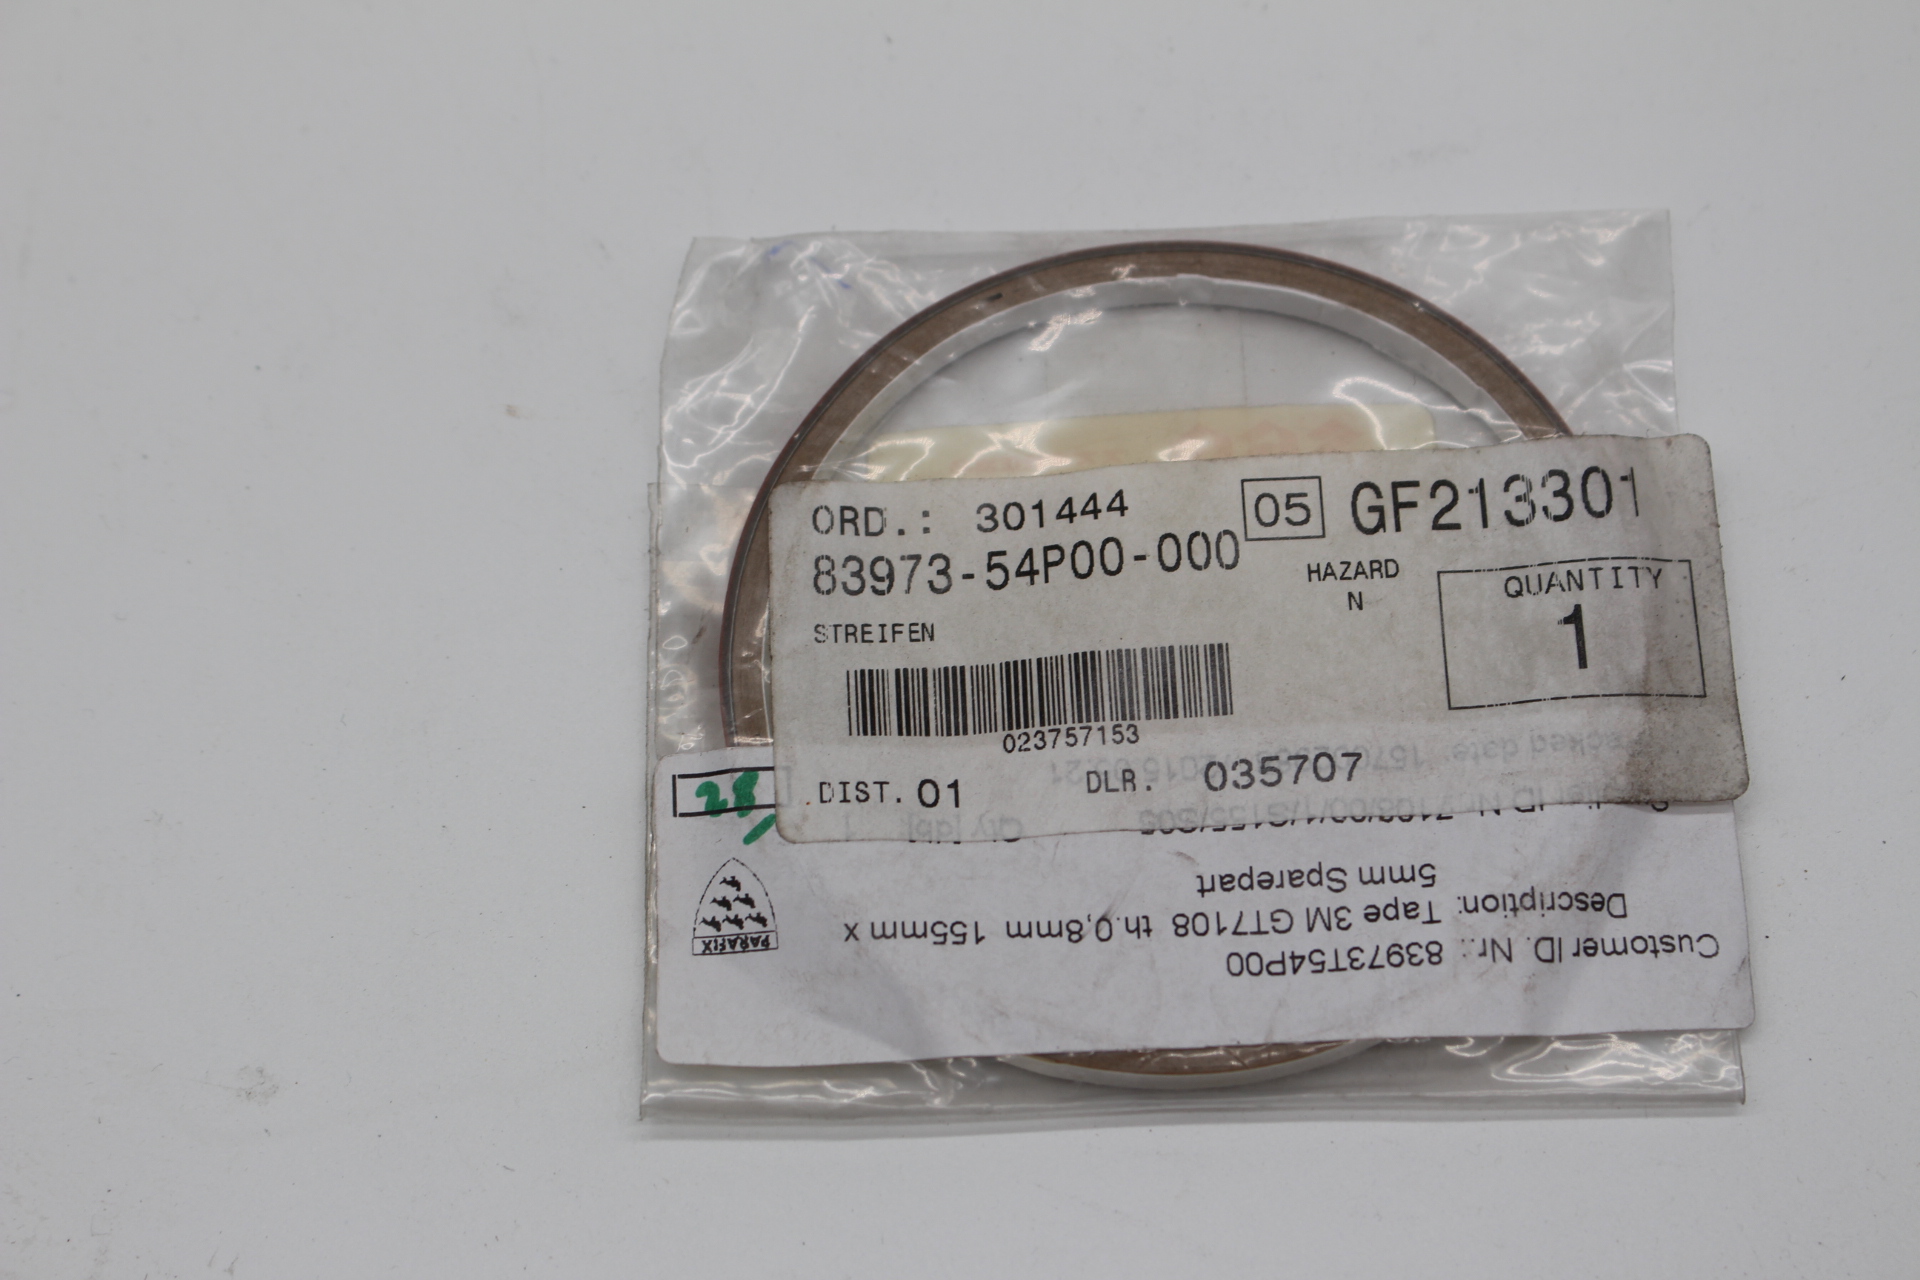 ORD.: 301444
05
GF213301
83973-54P00-000
HAZARD
N
QUANTITY
1
STREIFEN
023757153
DIST. 01
DLR. 035707
Customer ID. Nr.: 83973T54P00
Description: Tape 3M GT7108 th.0,8mm 155mm x
5mm Sparepart
PARAFIX